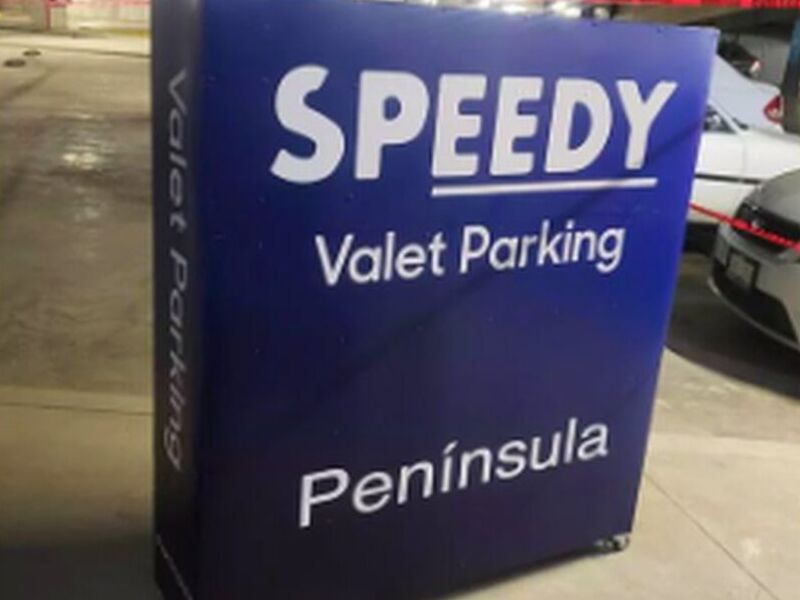 SPEEDY
Valet Parking
Península
Valet Parking